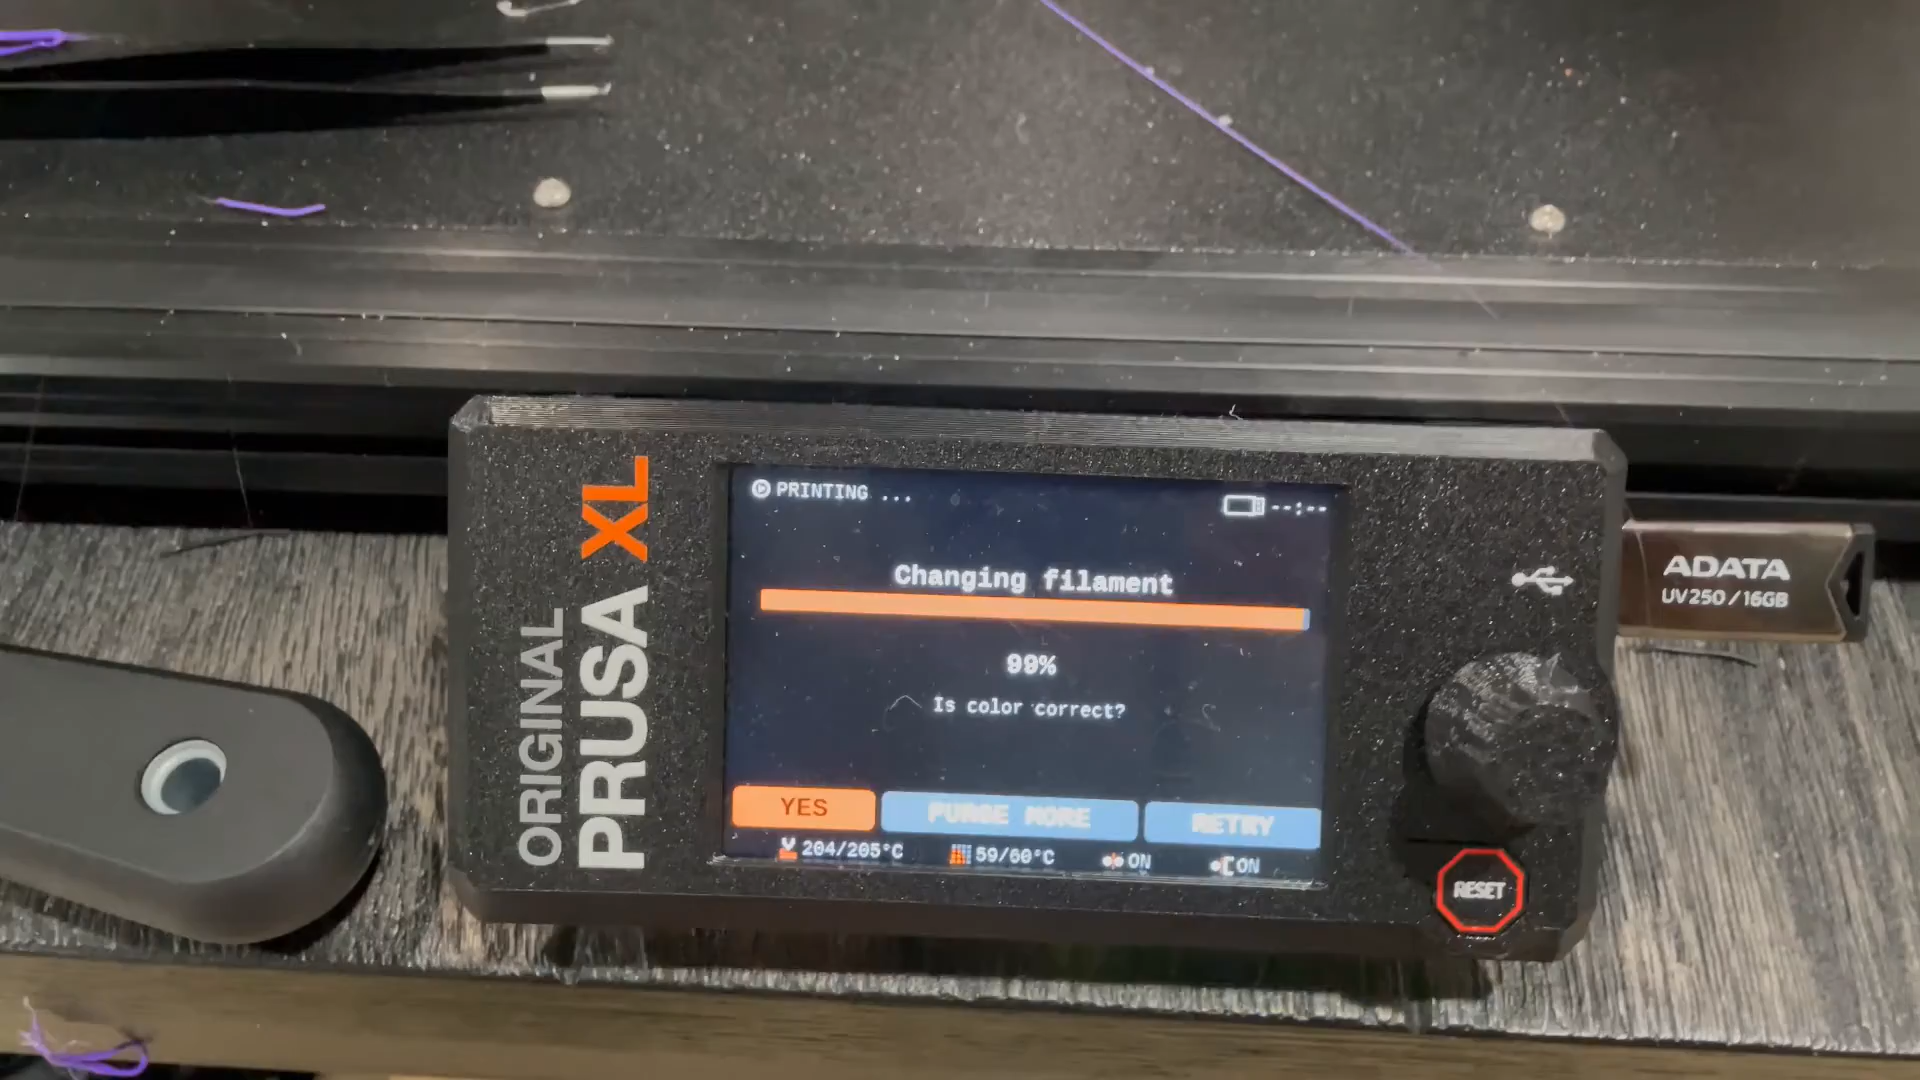 ORIGINAL
PRUSA XL
PRINTING ...
--:--
Changing filament
99%
Is color correct?
YES
PURGE MORE
RETRY
204/205°C
59/60°C
ON
ON
RESET
ADATA
UV250/16GB